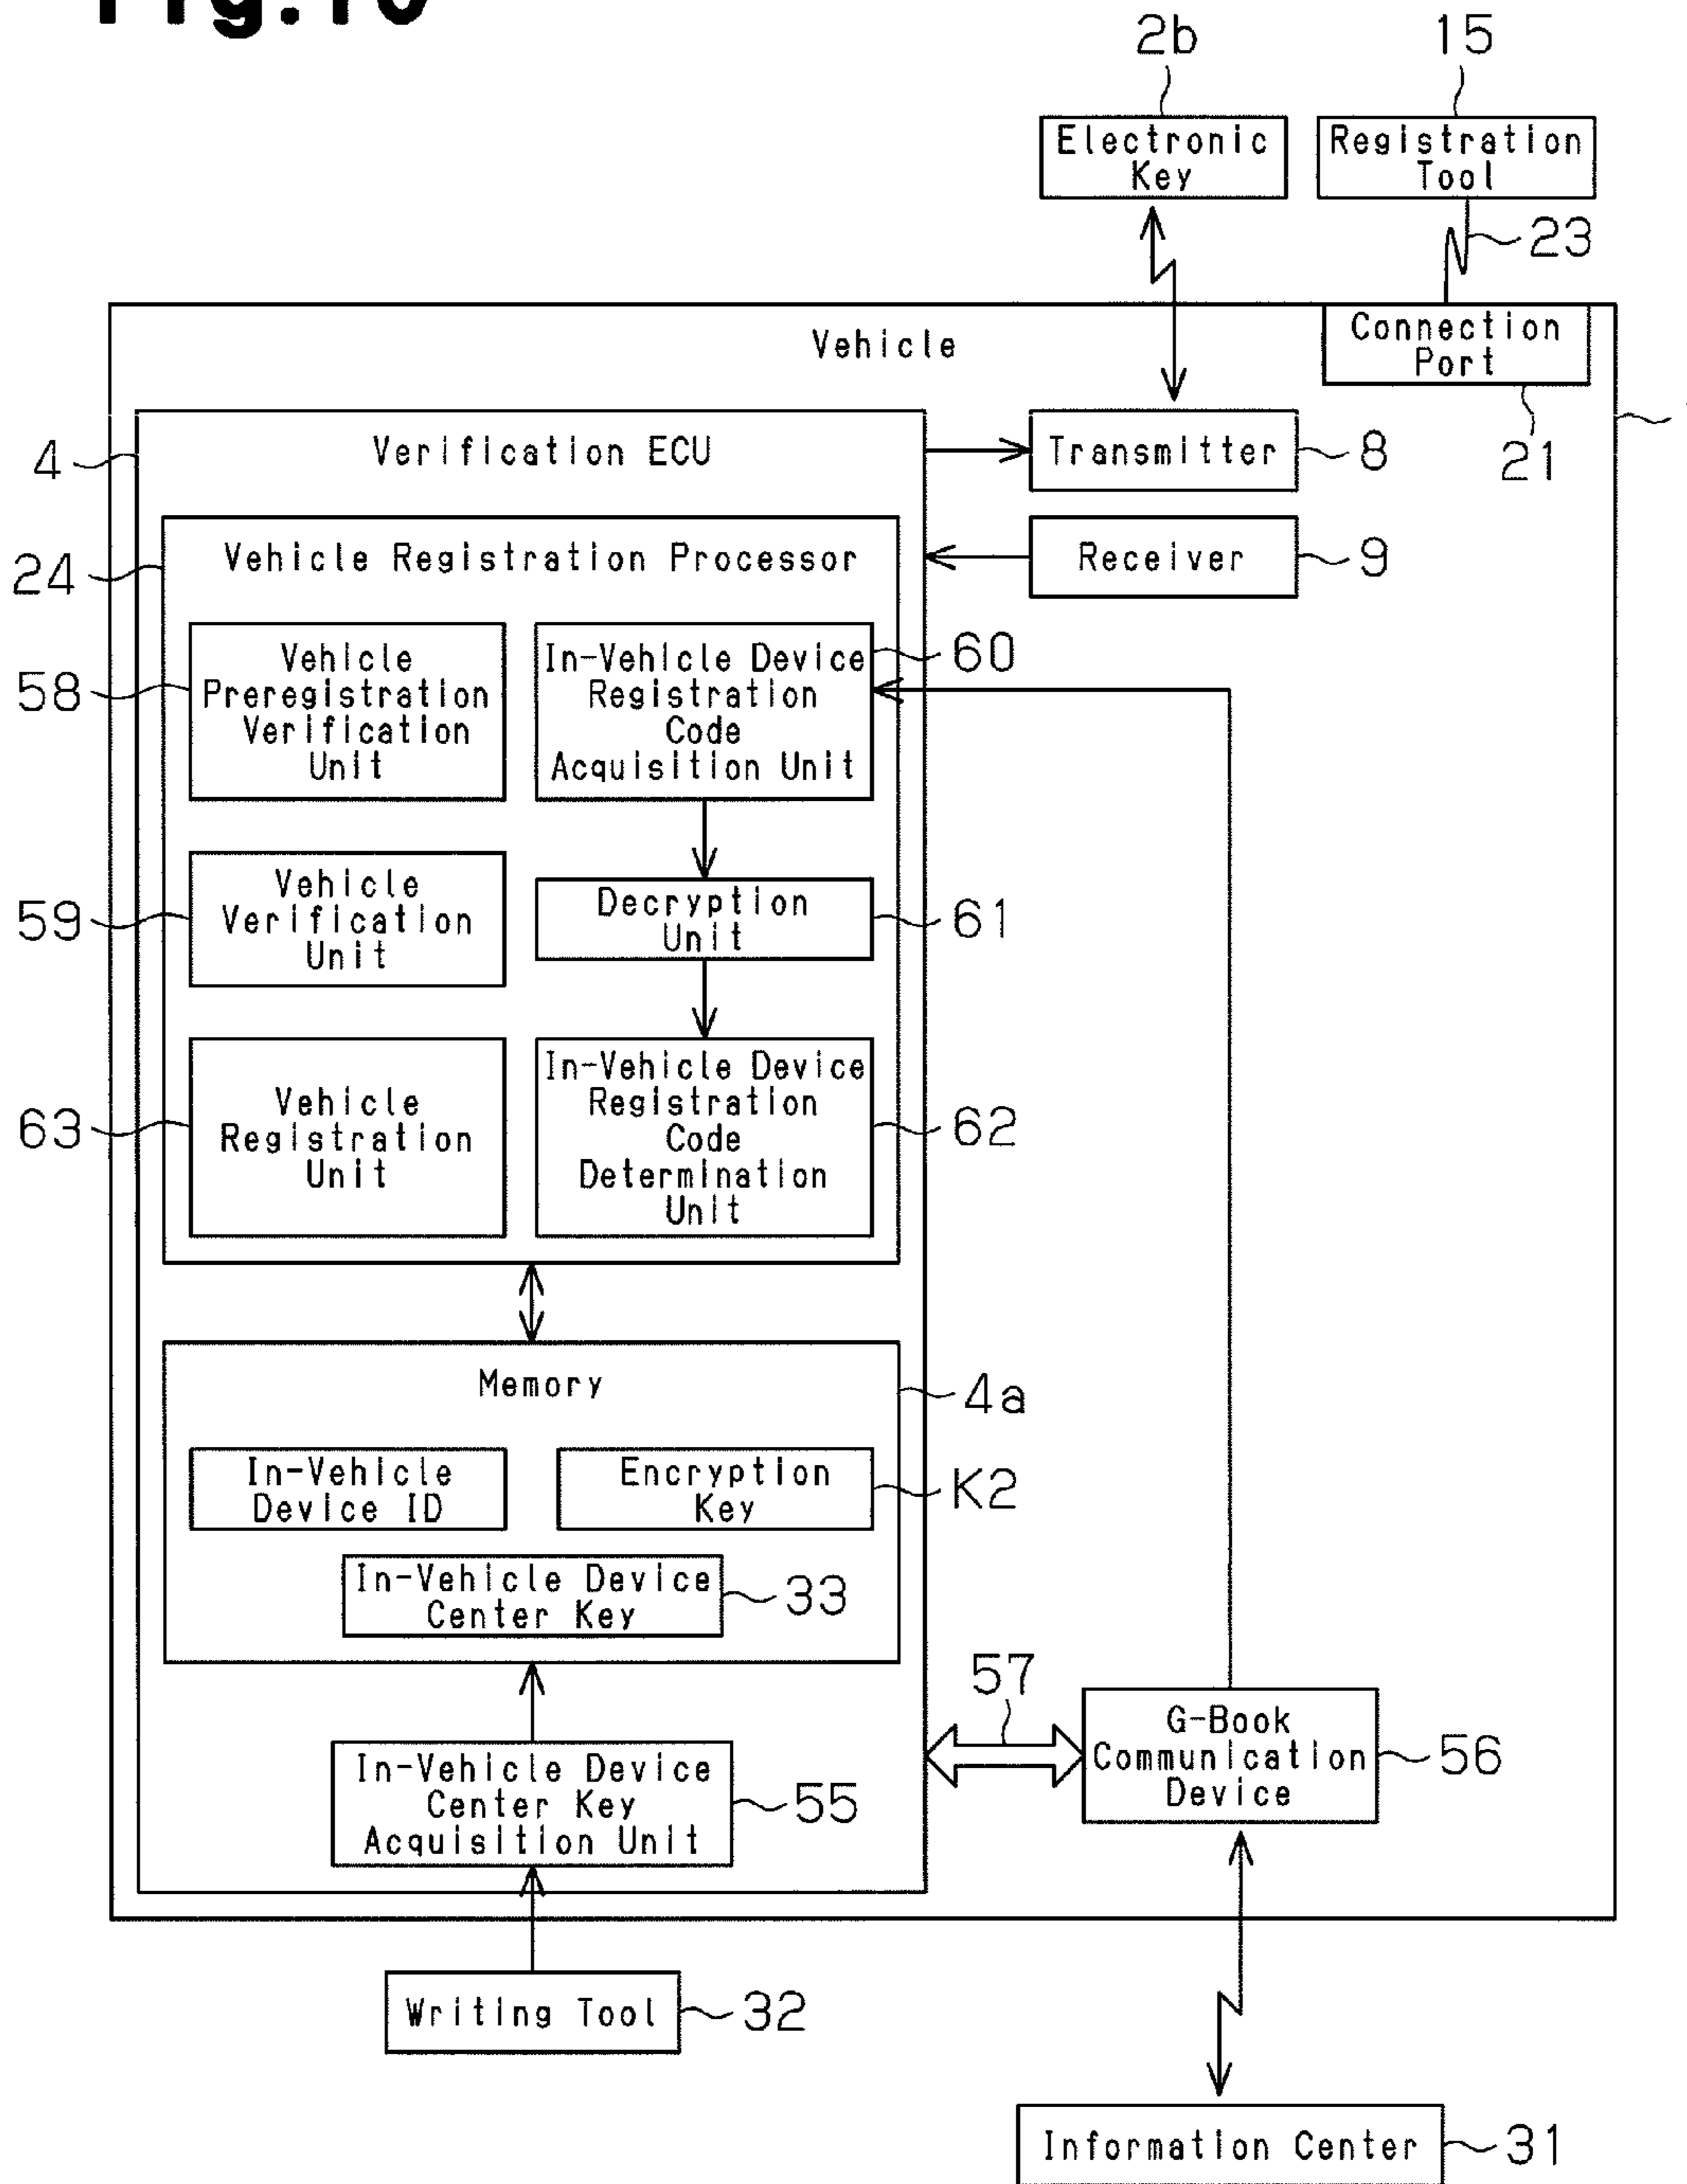 2b
15
Electronic
Key
Registration
Tool
23
Vehicle
Connection
Port
21
4
Verification ECU
Transmitter
8
24
Vehicle Registration Processor
Receiver
9
58
Vehicle
Preregistration
Verification
Unit
In-Vehicle Device
Registration
Code
Acquisition Unit
60
59
Vehicle
Verification
Unit
Decryption
Unit
61
63
Vehicle
Registration
Unit
In-Vehicle Device
Registration
Code
Determination
Unit
62
Memory
4a
In-Vehicle
Device ID
Encryption
Key
K2
In-Vehicle Device
Center Key
33
57
In-Vehicle Device
Center Key
Acquisition Unit
55
G-Book
Communication
Device
56
Writing Tool
32
Information Center
31